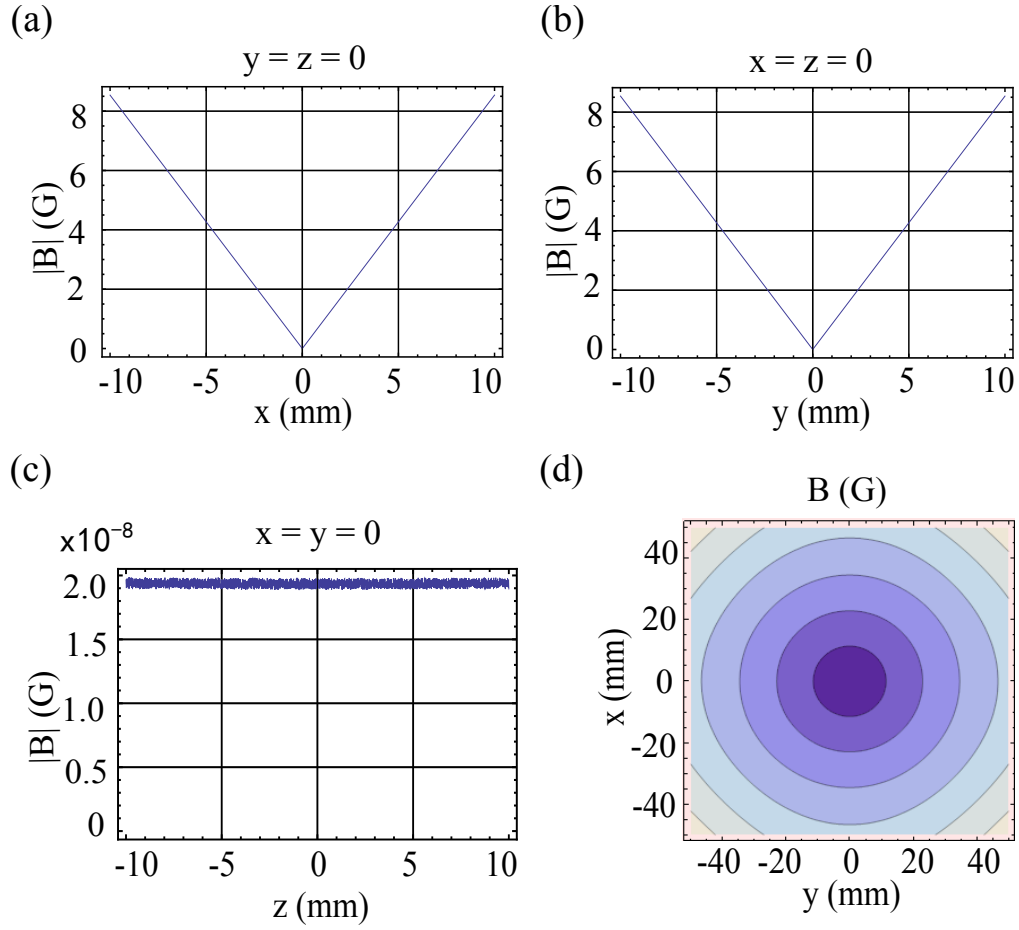 (a)
y = z = 0
8
6
4
2
0
|B| (G)
-10 -5 0 5 10
x (mm)
(b)
x = z = 0
8
6
4
2
0
|B| (G)
-10 -5 0 5 10
y (mm)
(c)
x10⁻⁸
x = y = 0
2.0
1.5
1.0
0.5
0
|B| (G)
-10 -5 0 5 10
z (mm)
(d)
B (G)
40
20
0
-20
-40
x (mm)
-40 -20 0 20 40
y (mm)